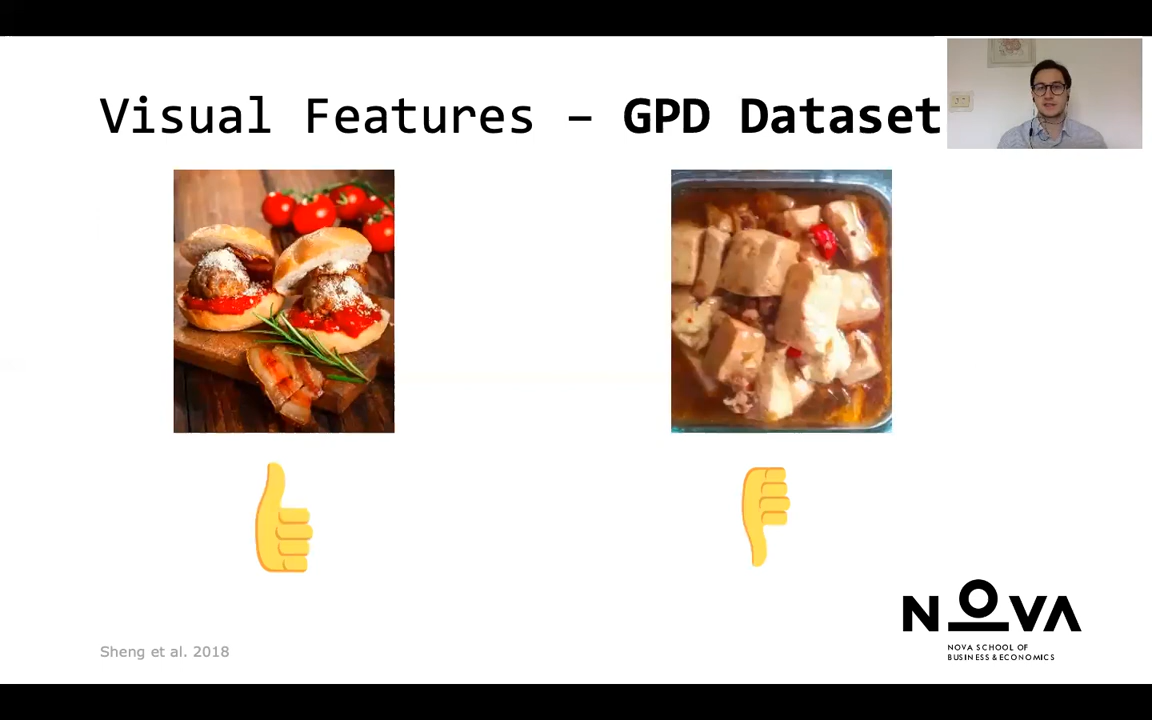 Visual Features – GPD Dataset
Sheng et al. 2018
NOVA
NOVA SCHOOL OF
BUSINESS & ECONOMICS